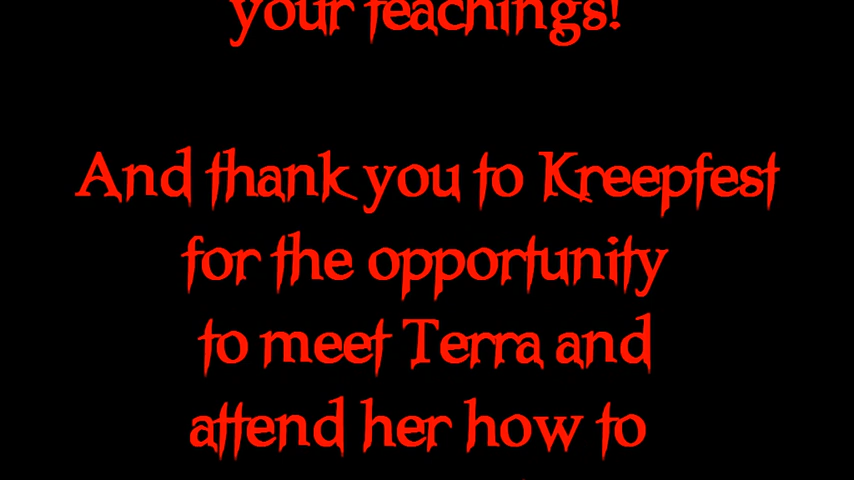 your teachings!
And thank you to Kreepfest
for the opportunity
to meet Terra and
attend her how to